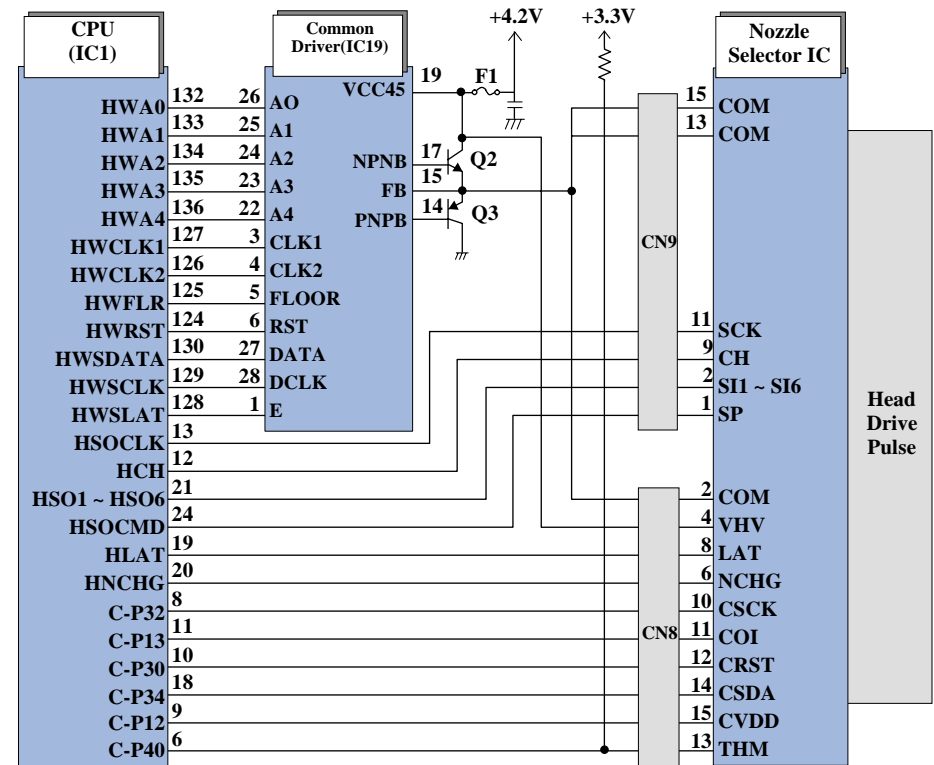 CPU
(IC1)
Common
Driver(IC19)
+4.2V
+3.3V
Nozzle
Selector IC
19
VCC45
F1
HWA0 132 26 AO
HWA1 133 25 A1
HWA2 134 24 A2
HWA3 135 23 A3
HWA4 136 22 A4
HWCLK1 127 3 CLK1
HWCLK2 126 4 CLK2
HWFLR 125 5 FLOOR
HWRST 124 6 RST
HWSDATA 130 27 DATA
HWSCLK 129 28 DCLK
HWSLAT 128 1 E
NPNB 17 Q2
FB 15
PNPB 14 Q3
HSOCLK 13
HCH 12
HSO1 ~ HSO6 21
HSOCMD 24
HLAT 19
HNCHG 20
C-P32 8
C-P13 11
C-P30 10
C-P34 18
C-P12 9
C-P40 6
CN9
15 COM
13 COM
11 SCK
9 CH
2 SI1 ~ SI6
1 SP
CN8
2 COM
4 VHV
8 LAT
6 NCHG
10 CSCK
11 COI
12 CRST
14 CSDA
15 CVDD
13 THM
Head
Drive
Pulse